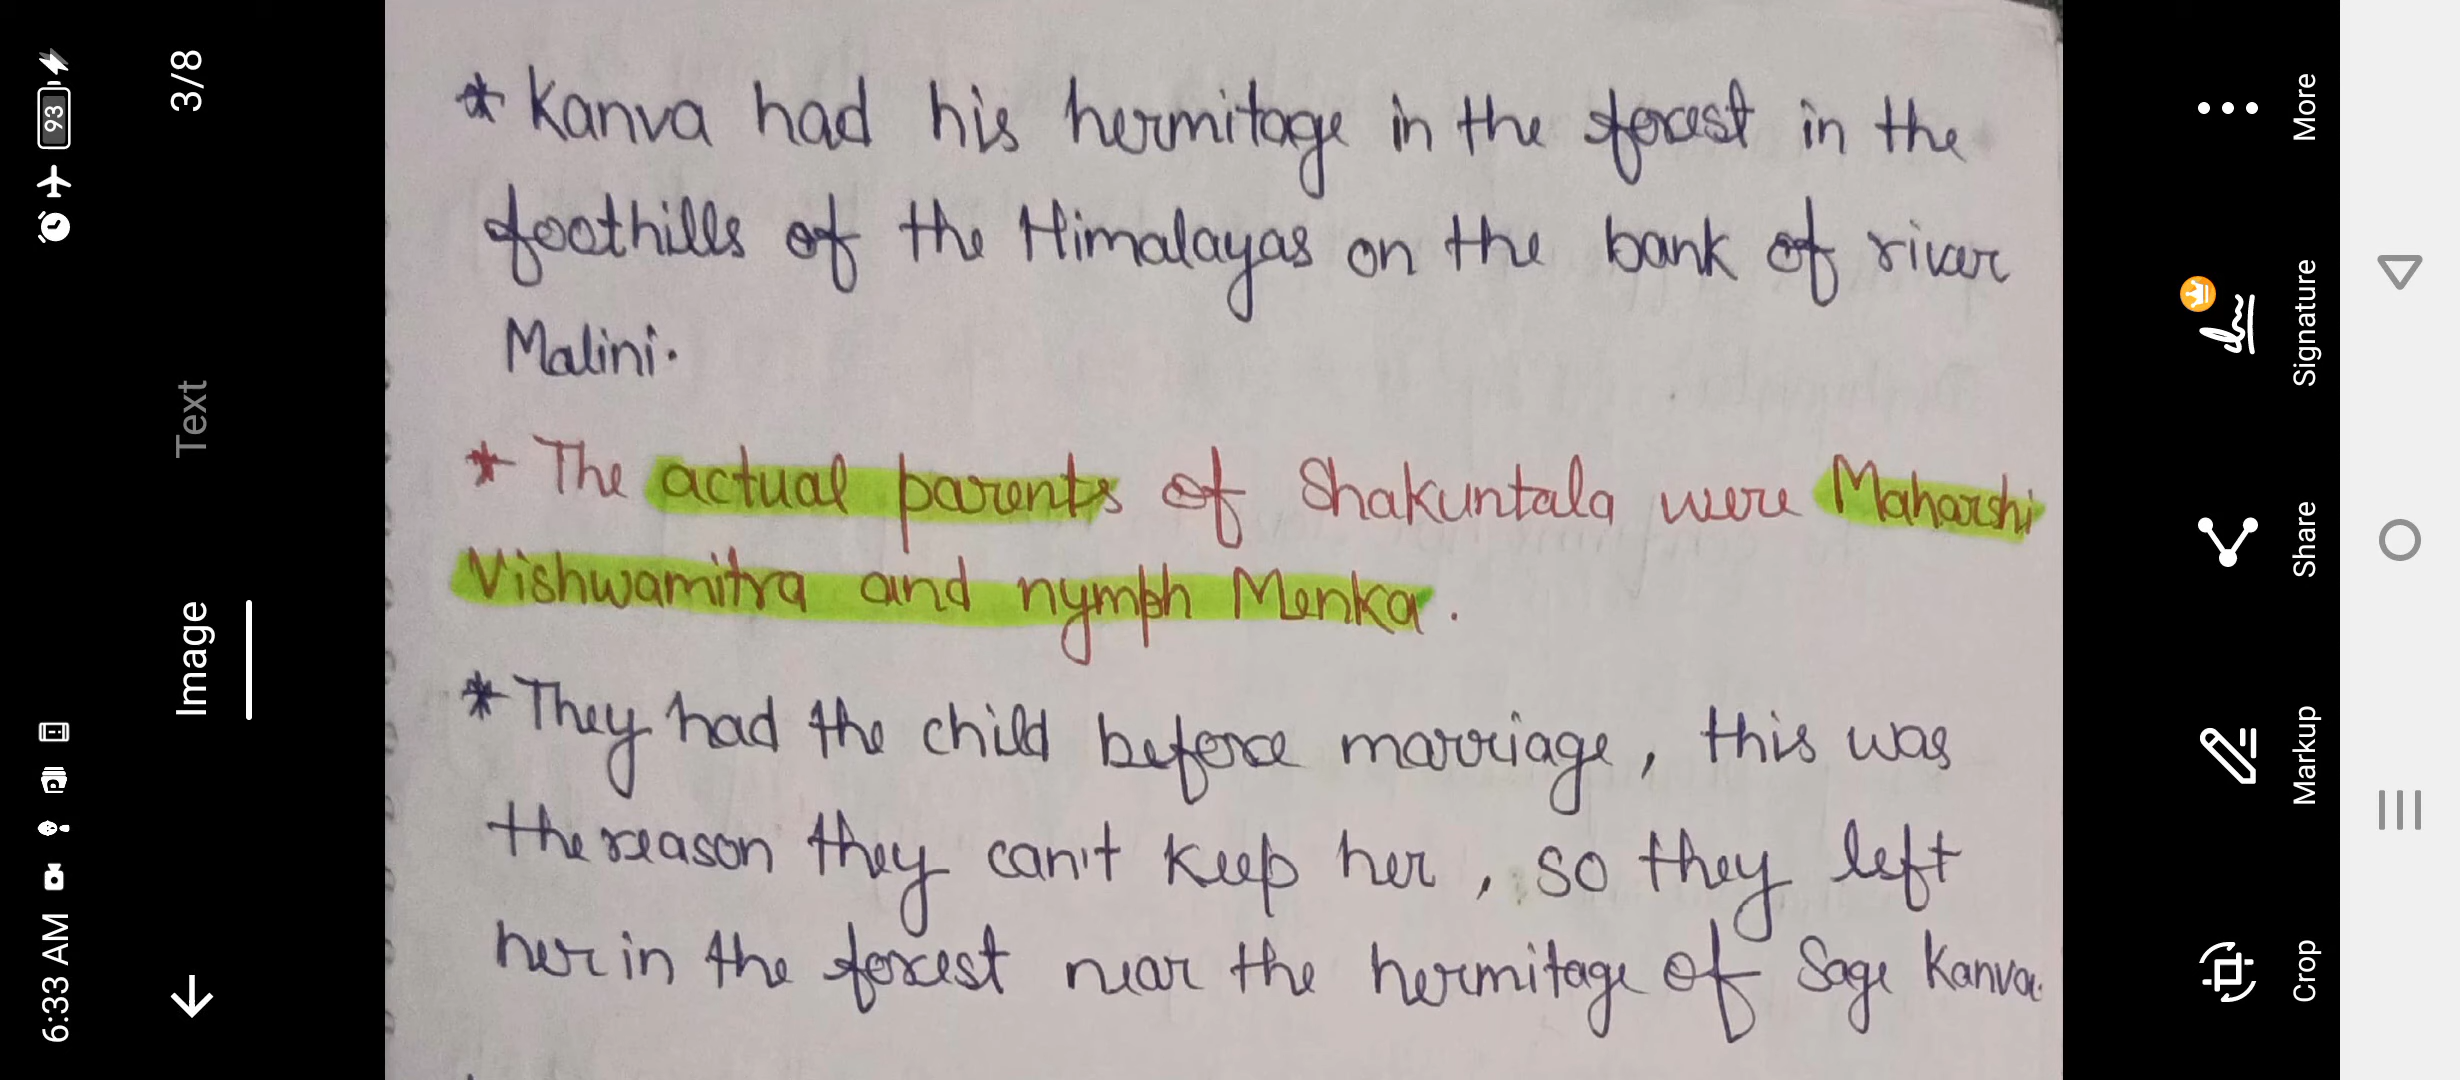 6:33 AM
93
3/8
Text
Image
* Kanva had his hermitage in the forest in the
foothills of the Himalayas on the bank of river
Malini.
* The actual parents of Shakuntala were Maharshi
Vishwamitra and nymph Menka.
* They had the child before marriage, this was
the reason they can't keep her, so they left
her in the forest near the hermitage of Sage Kanva.
More
Signature
Share
Markup
Crop